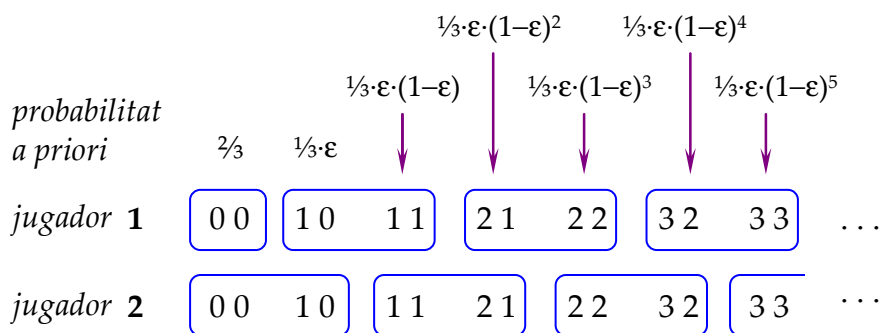 ⅓·ε·(1–ε)² ⅓·ε·(1–ε)⁴
⅓·ε·(1–ε) ⅓·ε·(1–ε)³ ⅓·ε·(1–ε)⁵
probabilitat
a priori ⅔ ⅓·ε
jugador 1 0 0 1 0 1 1 2 1 2 2 3 2 3 3 . . .
jugador 2 0 0 1 0 1 1 2 1 2 2 3 2 3 3 . . .